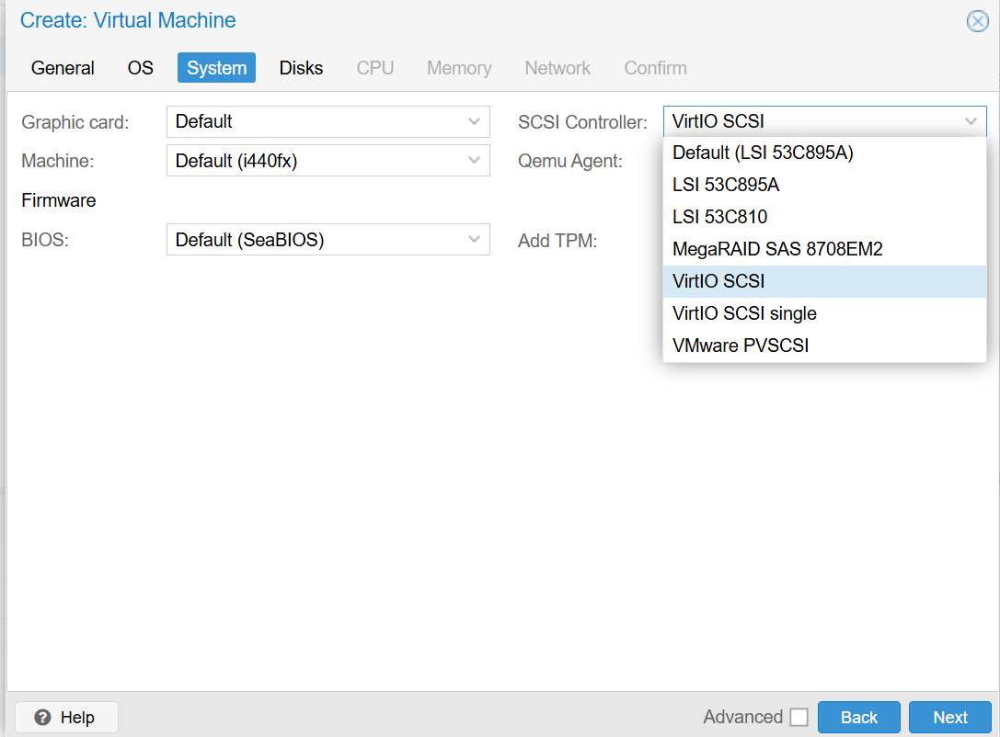 Create: Virtual Machine
General OS System Disks CPU Memory Network Confirm
Graphic card: Default SCSI Controller: VirtIO SCSI
Machine: Default (i440fx) Qemu Agent:
Firmware
BIOS: Default (SeaBIOS) Add TPM:
Default (LSI 53C895A)
LSI 53C895A
LSI 53C810
MegaRAID SAS 8708EM2
VirtIO SCSI
VirtIO SCSI single
VMware PVSCSI
Help Advanced Back Next